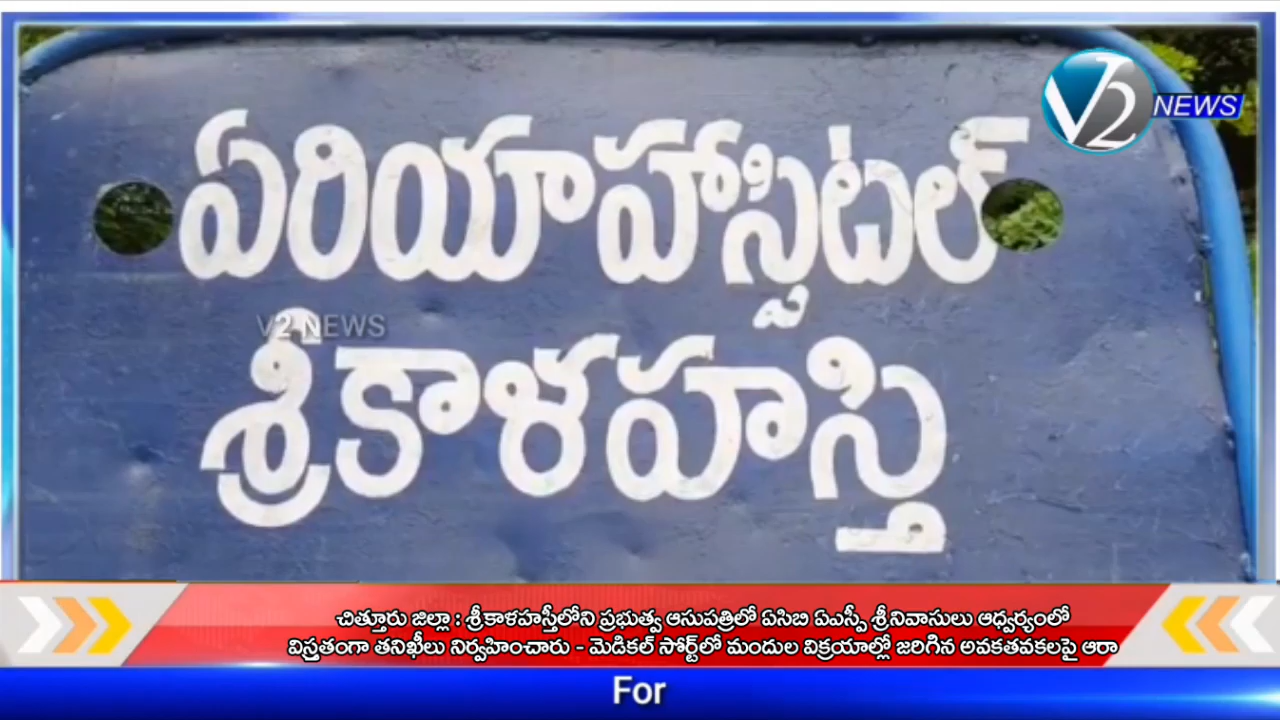 V2 NEWS
ఏరియాహాస్పిటల్
V2 NEWS
శ్రీకాళహస్తి
చిత్తూరు జిల్లా : శ్రీకాళహస్తిలోని ప్రభుత్వ ఆసుపత్రిలో ఏసిబి ఏఎస్పీ శ్రీనివాసులు ఆధ్వర్యంలో
విస్త్రతంగా తనిఖీలు నిర్వహించారు - మెడికల్ సోర్ట్‌లో మందుల విక్రయాల్లో జరిగిన అవకతవకలపై ఆరా
For